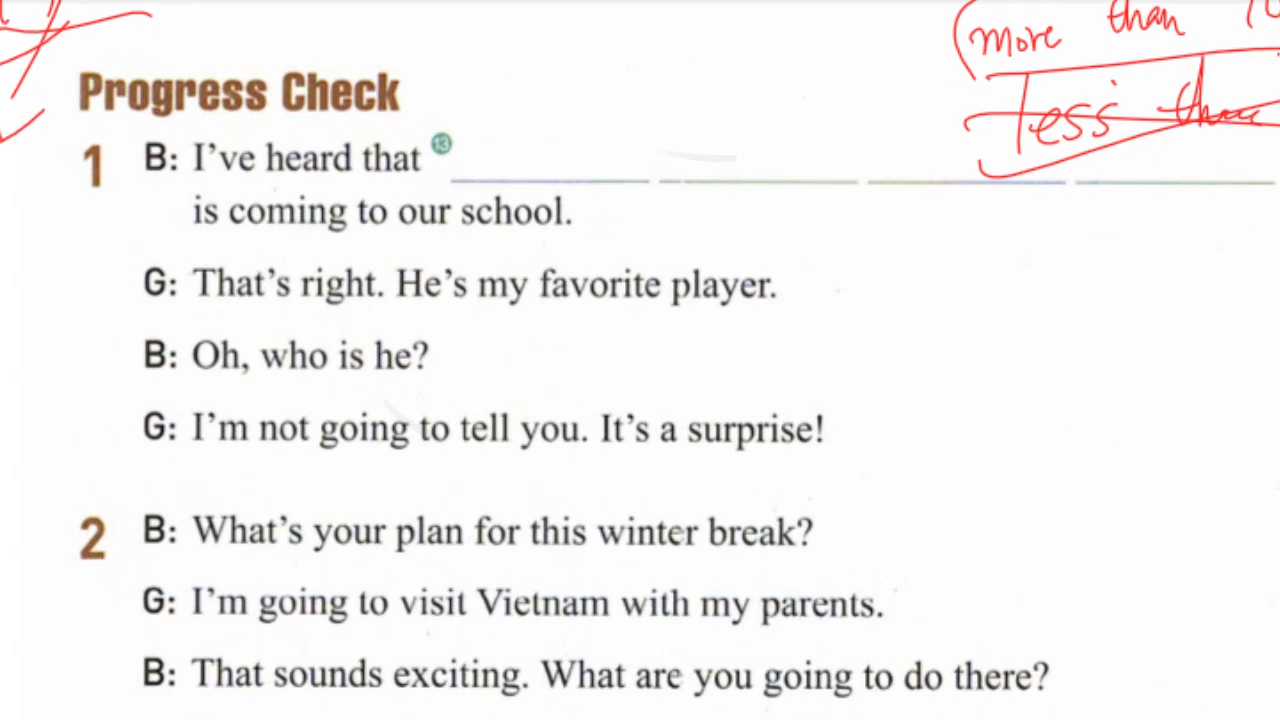 more than 10
Less than
Progress Check
1 B: I've heard that ⑬
is coming to our school.
G: That's right. He's my favorite player.
B: Oh, who is he?
G: I'm not going to tell you. It's a surprise!
2 B: What's your plan for this winter break?
G: I'm going to visit Vietnam with my parents.
B: That sounds exciting. What are you going to do there?